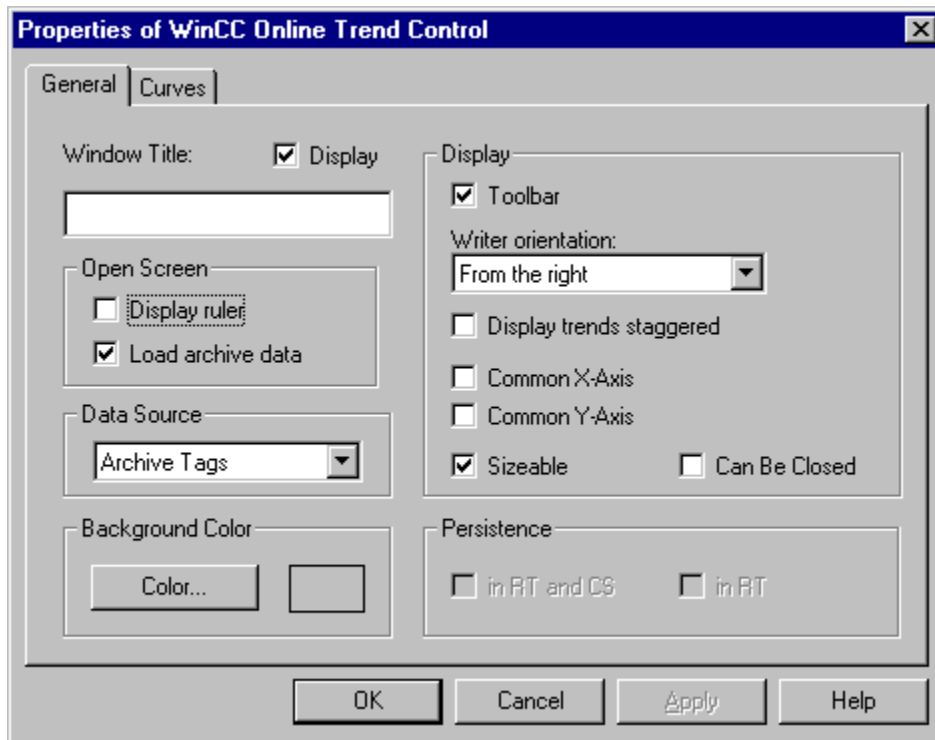 Properties of WinCC Online Trend Control
General
Curves
Window Title:
Display
Open Screen
Display ruler
Load archive data
Data Source
Archive Tags
Background Color
Color...
Display
Toolbar
Writer orientation:
From the right
Display trends staggered
Common X-Axis
Common Y-Axis
Sizeable
Can Be Closed
Persistence
in RT and CS
in RT
OK
Cancel
Apply
Help